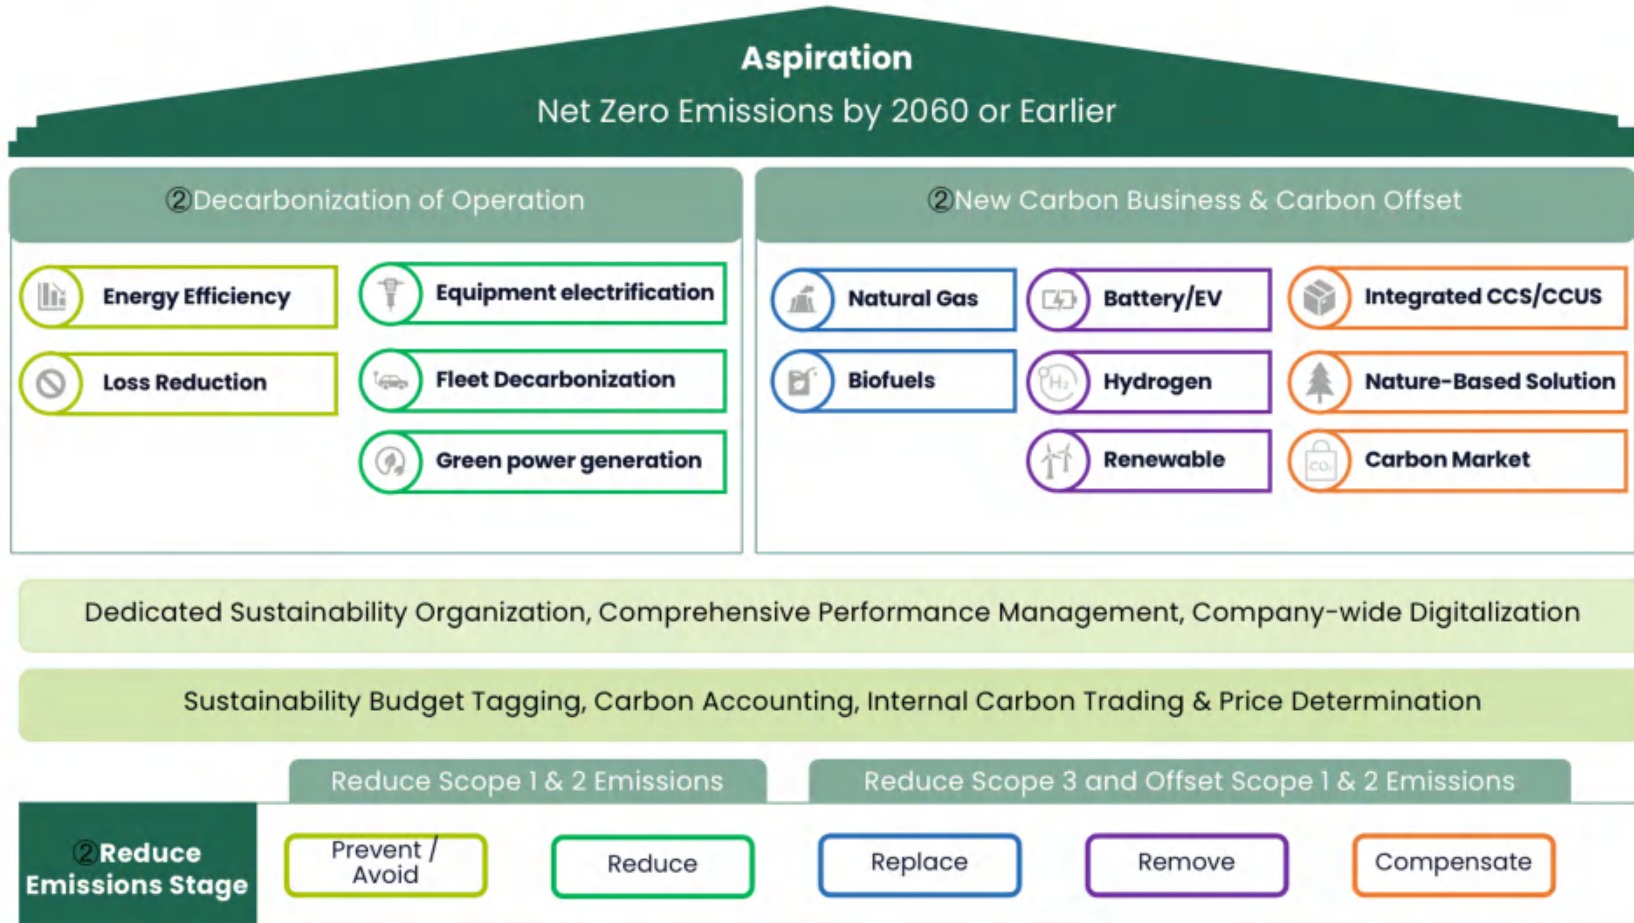 Aspiration
Net Zero Emissions by 2060 or Earlier
②Decarbonization of Operation
②New Carbon Business & Carbon Offset
Energy Efficiency
Equipment electrification
Loss Reduction
Fleet Decarbonization
Green power generation
Natural Gas
Battery/EV
Integrated CCS/CCUS
Biofuels
H₂
Hydrogen
Nature-Based Solution
Renewable
CO₂
Carbon Market
Dedicated Sustainability Organization, Comprehensive Performance Management, Company-wide Digitalization
Sustainability Budget Tagging, Carbon Accounting, Internal Carbon Trading & Price Determination
Reduce Scope 1 & 2 Emissions
Reduce Scope 3 and Offset Scope 1 & 2 Emissions
②Reduce
Emissions Stage
Prevent /
Avoid
Reduce
Replace
Remove
Compensate